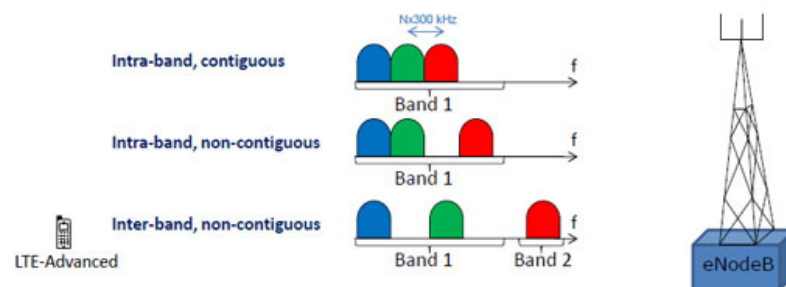 Nx300 kHz
Intra-band, contiguous
f
Band 1
Intra-band, non-contiguous
f
Band 1
Inter-band, non-contiguous
f
LTE-Advanced
Band 1
Band 2
eNodeB